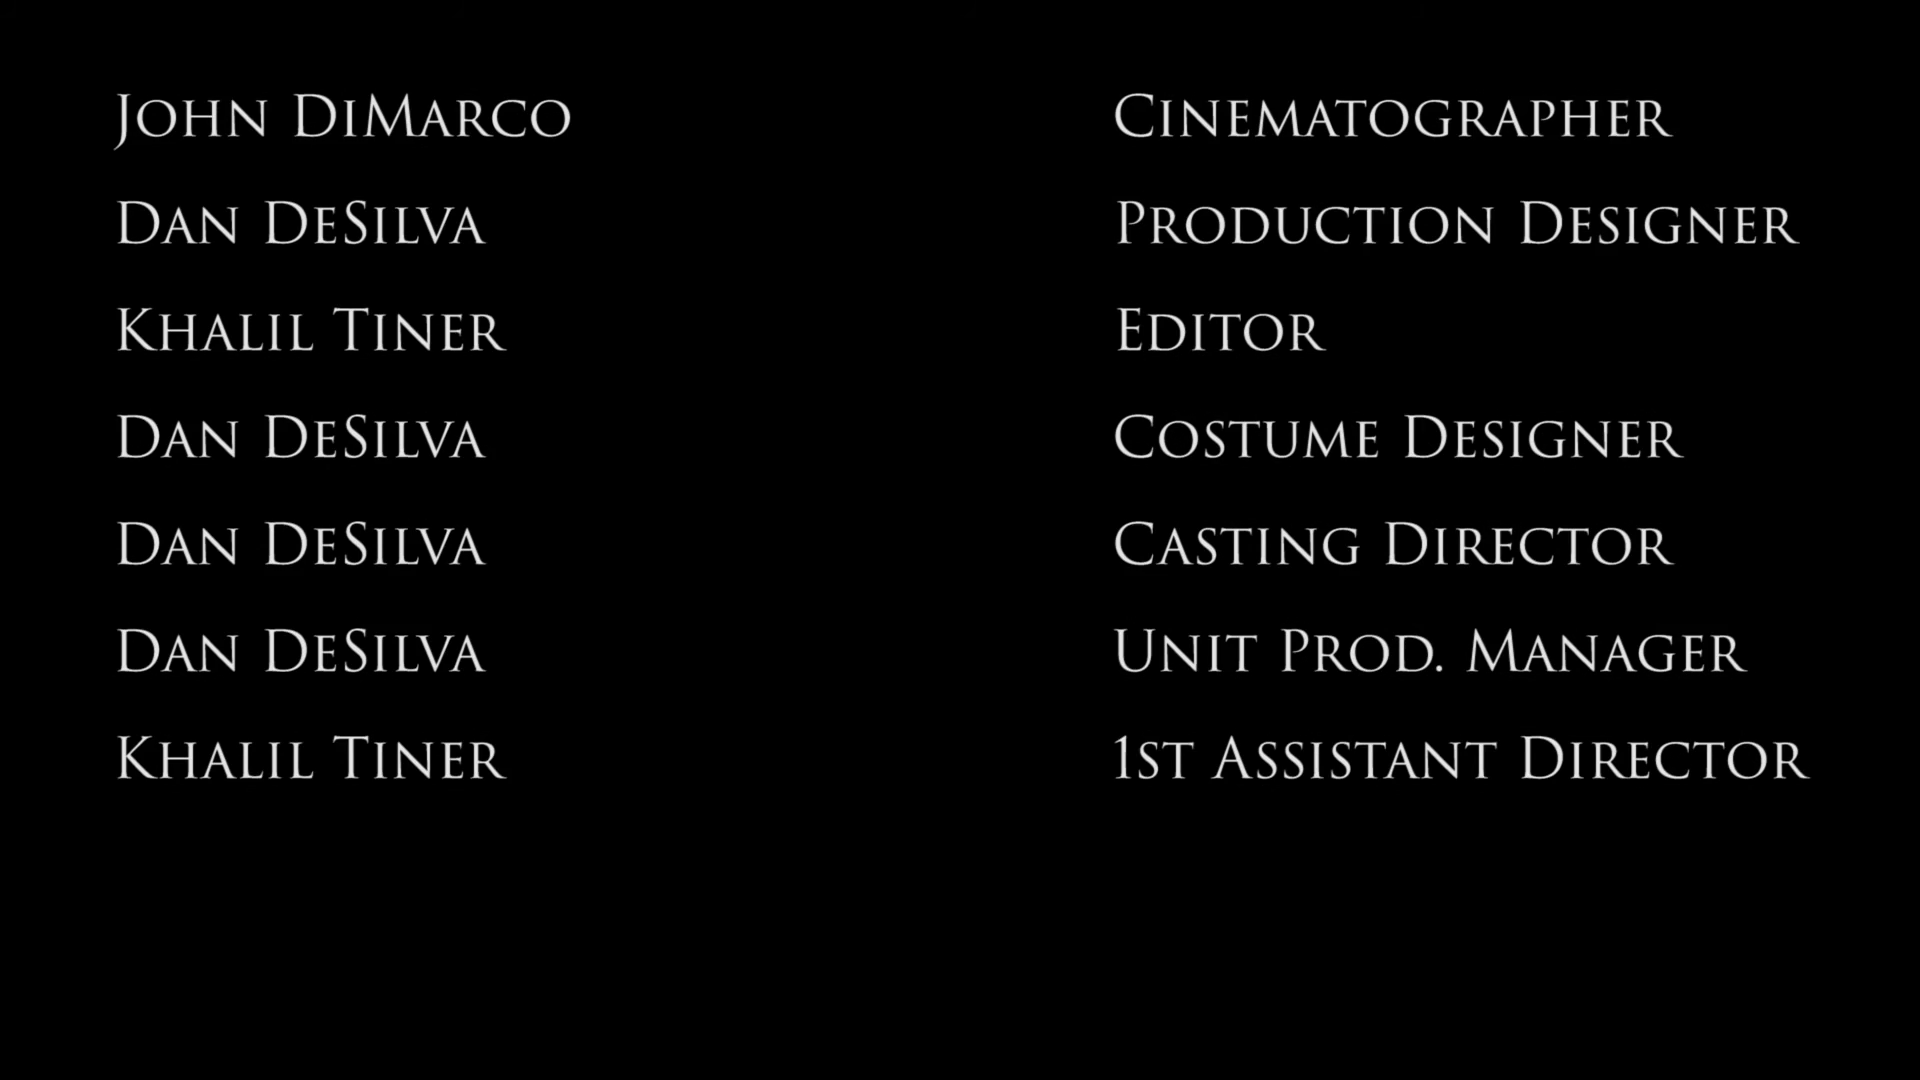 John DiMarco Cinematographer
Dan DeSilva Production Designer
Khalil Tiner Editor
Dan DeSilva Costume Designer
Dan DeSilva Casting Director
Dan DeSilva Unit Prod. Manager
Khalil Tiner 1st Assistant Director